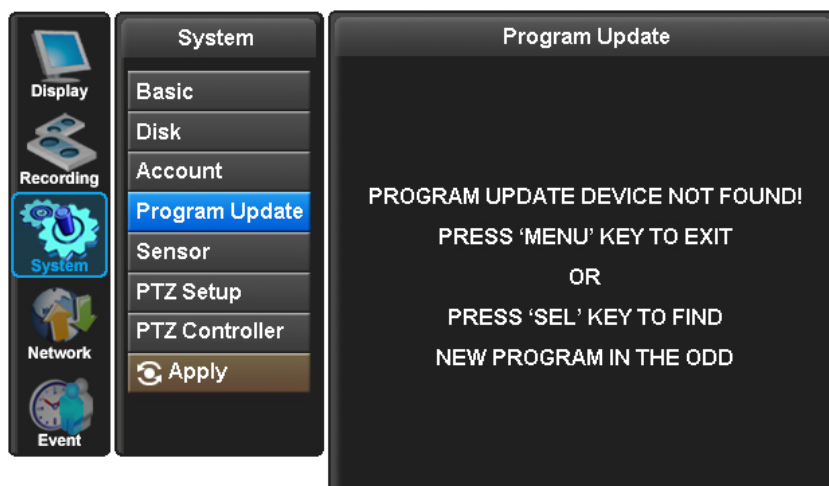 Display
Recording
System
Network
Event
System
Basic
Disk
Account
Program Update
Sensor
PTZ Setup
PTZ Controller
Apply
Program Update
PROGRAM UPDATE DEVICE NOT FOUND!
PRESS ‘MENU’ KEY TO EXIT
OR
PRESS ‘SEL’ KEY TO FIND
NEW PROGRAM IN THE ODD